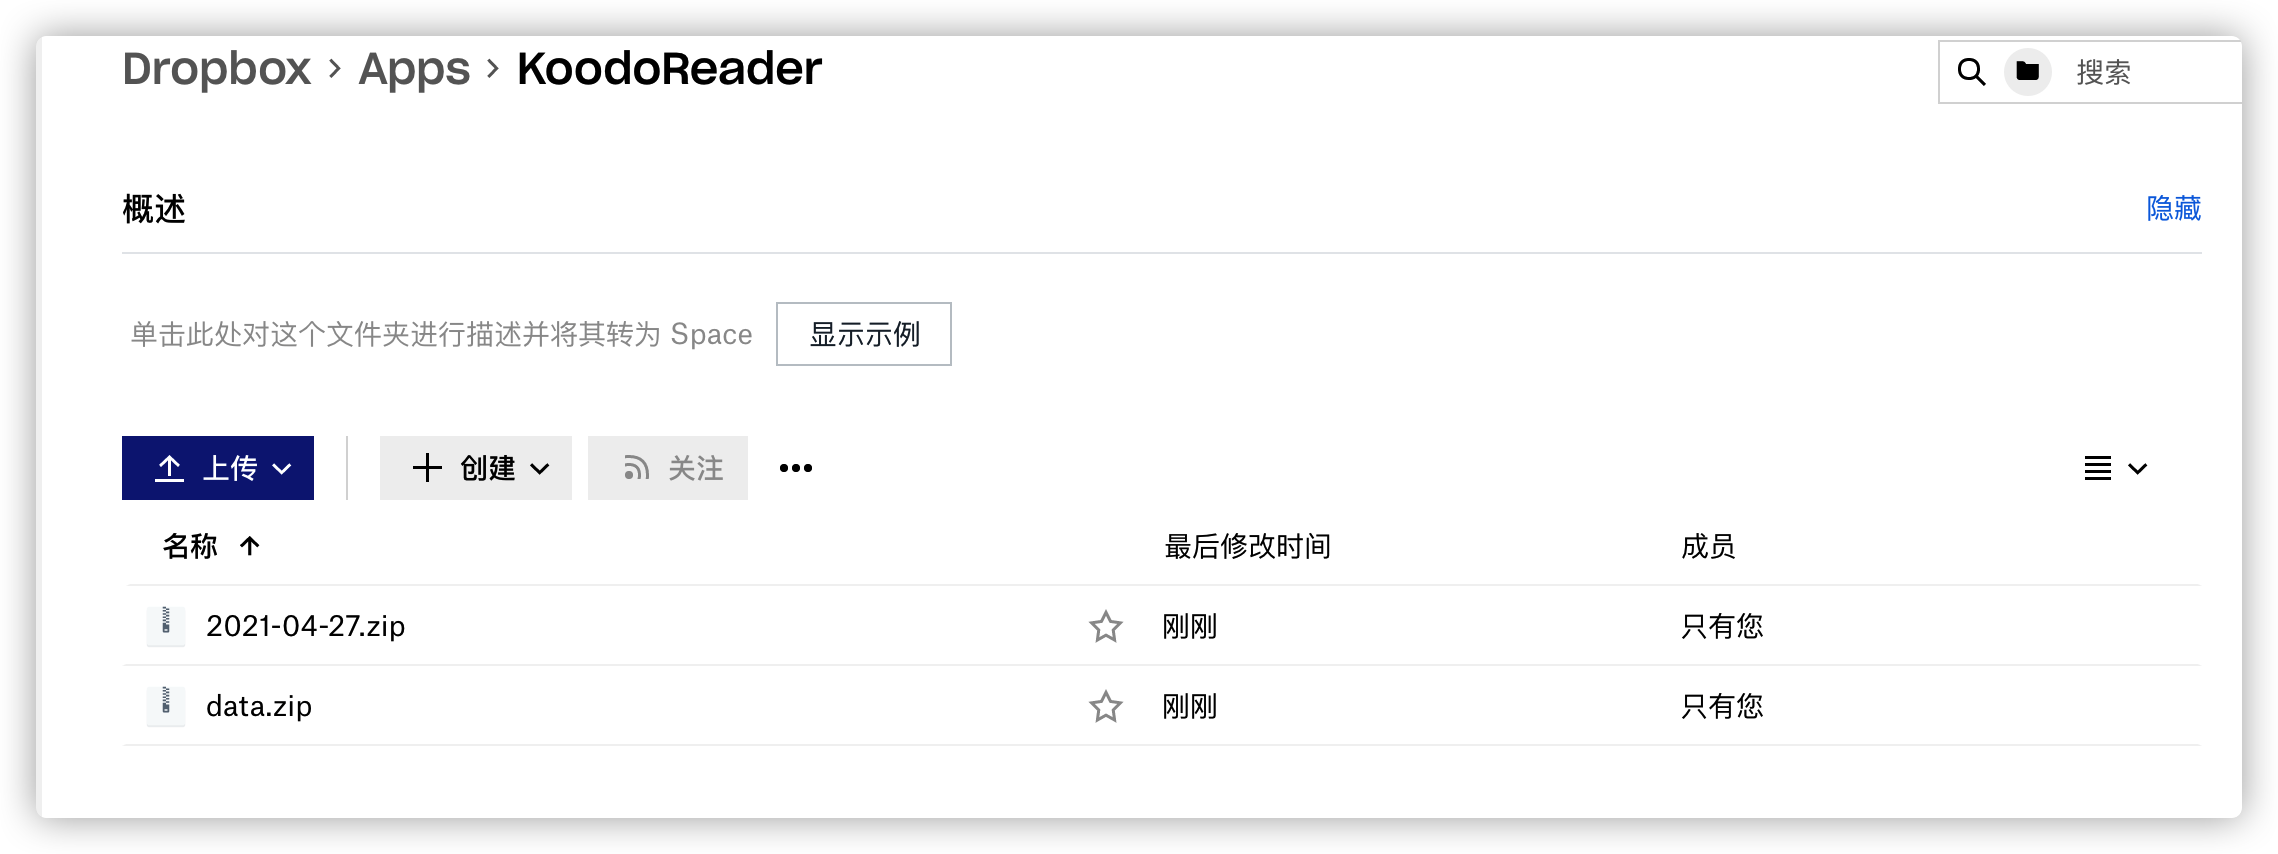 Dropbox › Apps › KoodoReader
搜索
概述
隐藏
单击此处对这个文件夹进行描述并将其转为 Space 显示示例
上传 创建 关注
名称 最后修改时间 成员
2021-04-27.zip 刚刚 只有您
data.zip 刚刚 只有您